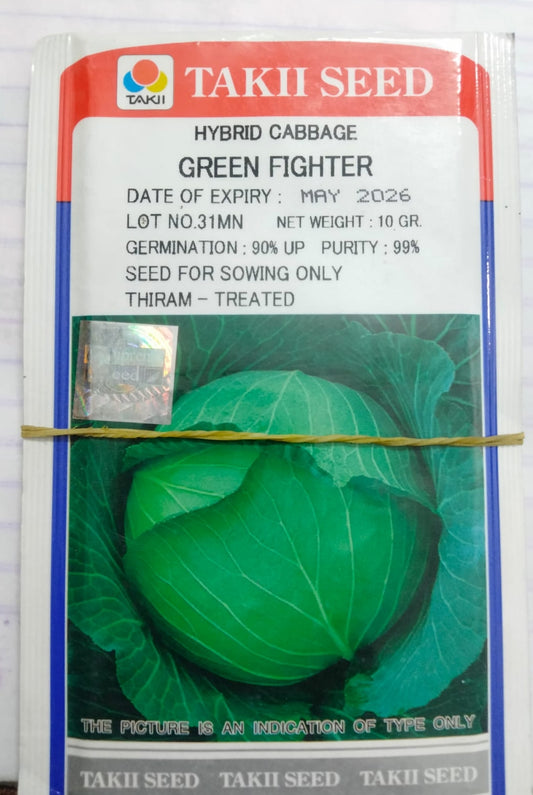 TAKII
TAKII SEED
HYBRID CABBAGE
GREEN FIGHTER
DATE OF EXPIRY : MAY 2026
LOT NO.31MN NET WEIGHT : 10 GR.
GERMINATION : 90% UP PURITY : 99%
SEED FOR SOWING ONLY
THIRAM - TREATED
THE PICTURE IS AN INDICATION OF TYPE ONLY
TAKII SEED TAKII SEED TAKII SEED